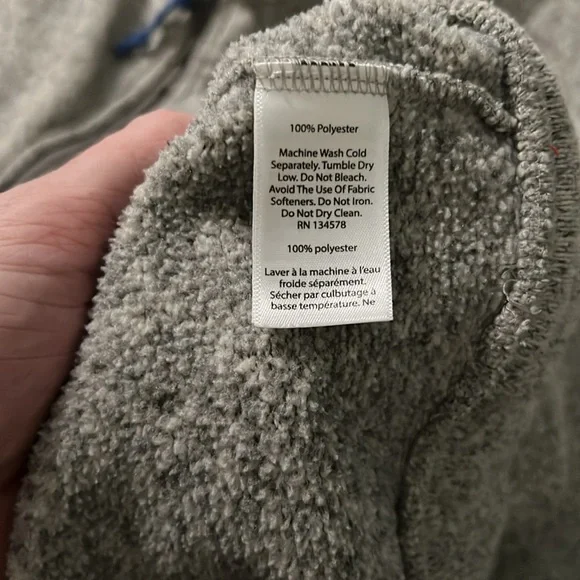 100% Polyester
Machine Wash Cold
Separately. Tumble Dry
Low. Do Not Bleach.
Avoid The Use Of Fabric
Softeners. Do Not Iron.
Do Not Dry Clean.
RN 134578
100% polyester
Laver à la machine à l'eau
froide séparément.
Sécher par culbutage à
basse température. Ne